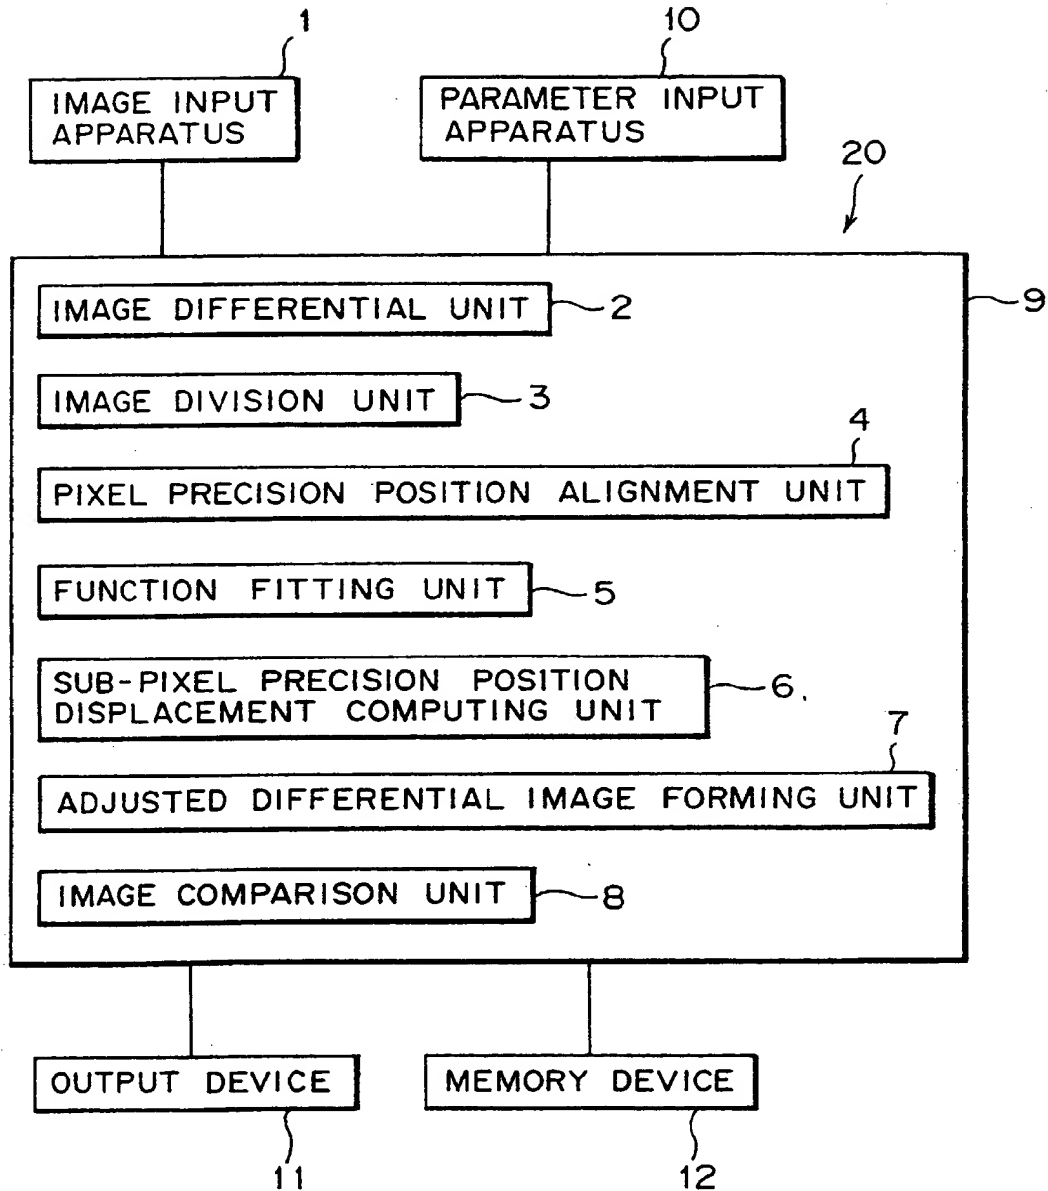 1
10
IMAGE INPUT
APPARATUS
PARAMETER INPUT
APPARATUS
20
9
IMAGE DIFFERENTIAL UNIT
2
IMAGE DIVISION UNIT
3
4
PIXEL PRECISION POSITION ALIGNMENT UNIT
FUNCTION FITTING UNIT
5
SUB-PIXEL PRECISION POSITION
DISPLACEMENT COMPUTING UNIT
6
7
ADJUSTED DIFFERENTIAL IMAGE FORMING UNIT
IMAGE COMPARISON UNIT
8
OUTPUT DEVICE
MEMORY DEVICE
11
12